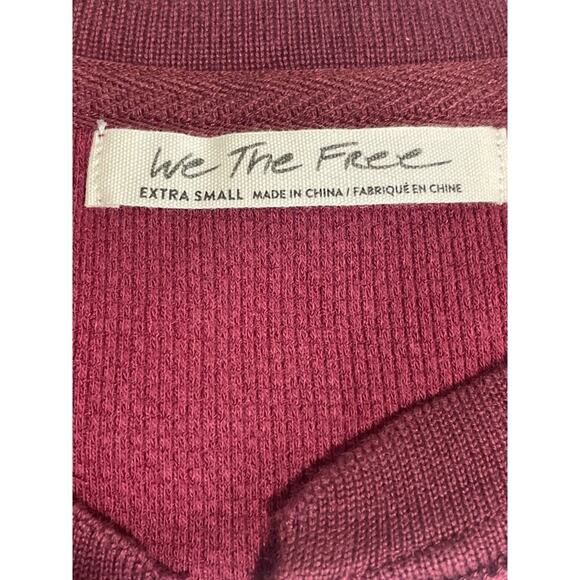 We The Free
EXTRA SMALL MADE IN CHINA / FABRIQUÉ EN CHINE